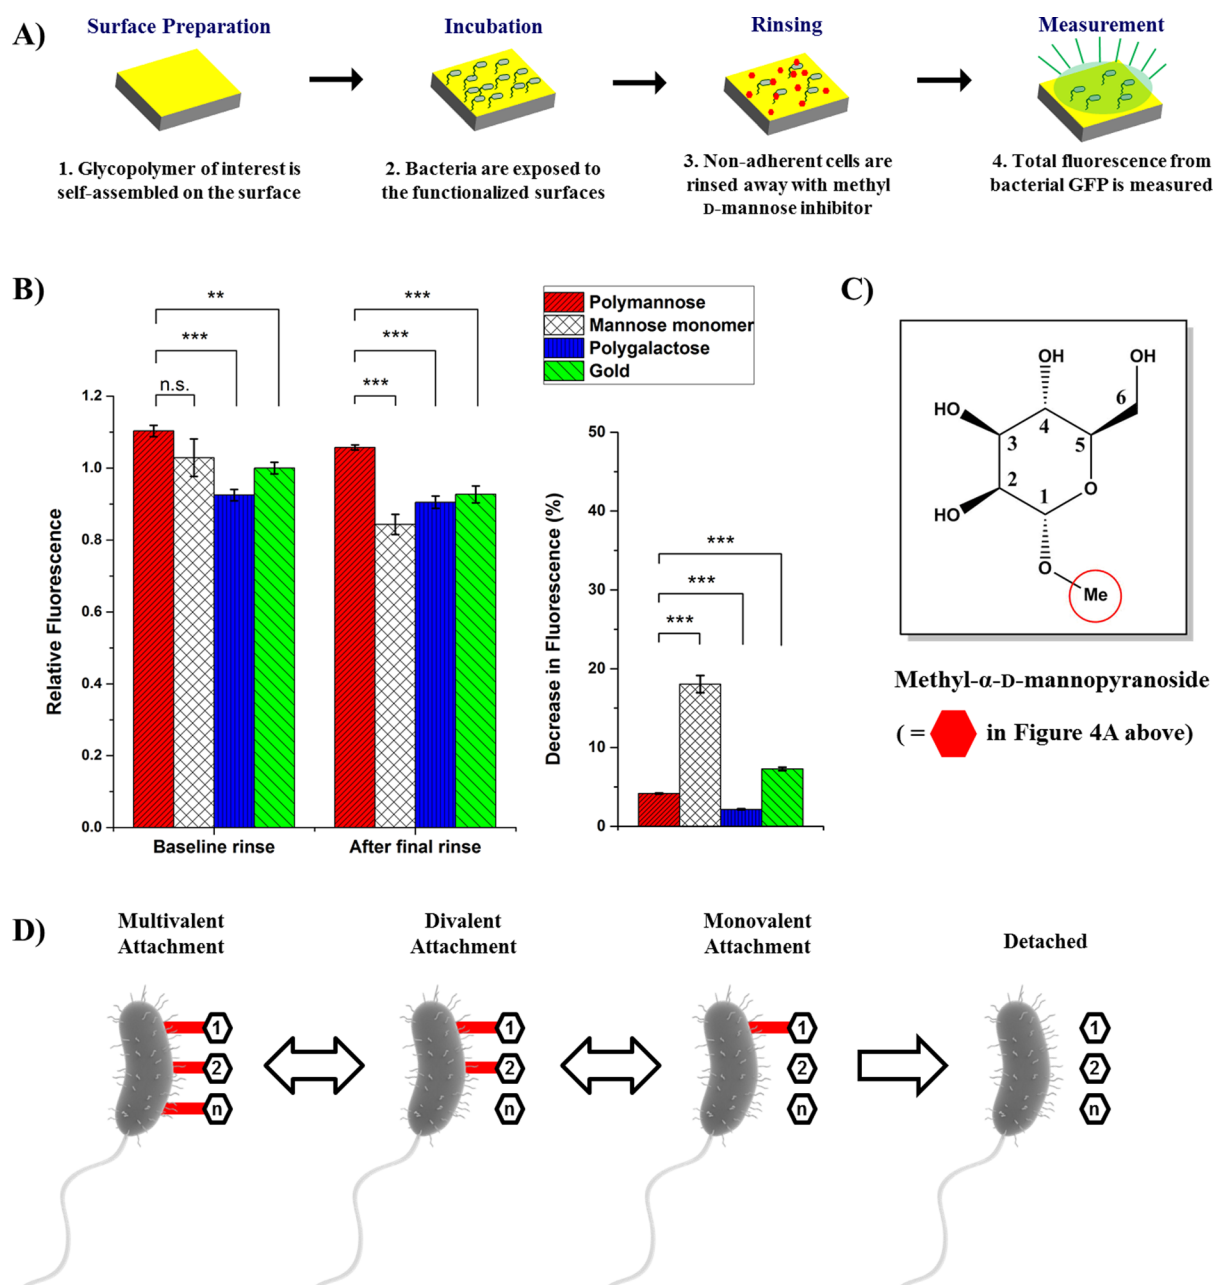 A)
Surface Preparation
Incubation
Rinsing
Measurement
1. Glycopolymer of interest is
self-assembled on the surface
2. Bacteria are exposed to
the functionalized surfaces
3. Non-adherent cells are
rinsed away with methyl
D-mannose inhibitor
4. Total fluorescence from
bacterial GFP is measured
B)
**
***
n.s.
***
***
***
1.2
1.0
0.8
0.6
0.4
0.2
0.0
Relative Fluorescence
Baseline rinse
After final rinse
Polymannose
Mannose monomer
Polygalactose
Gold
50
40
30
20
10
0
Decrease in Fluorescence (%)
***
***
***
C)
OH
OH
HO
6
4
3
5
2
1
O
HO
O
Me
Methyl-α-D-mannopyranoside
( = in Figure 4A above)
D)
Multivalent
Attachment
Divalent
Attachment
Monovalent
Attachment
Detached
1
2
n
1
2
n
1
2
n
1
2
n